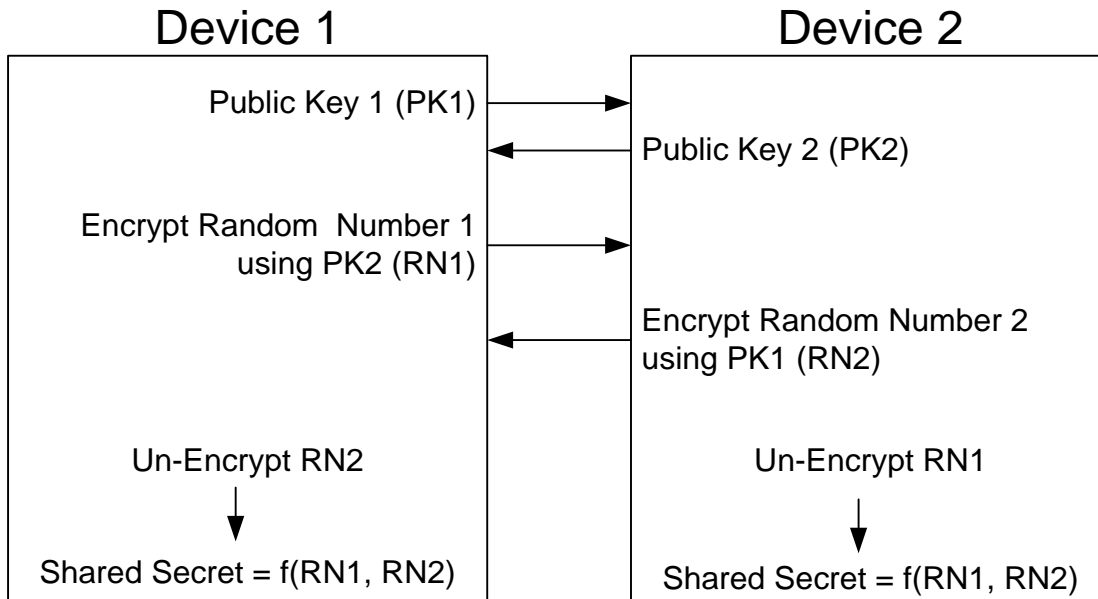 Device 1
Device 2
Public Key 1 (PK1)
Public Key 2 (PK2)
Encrypt Random Number 1
using PK2 (RN1)
Encrypt Random Number 2
using PK1 (RN2)
Un-Encrypt RN2
Un-Encrypt RN1
Shared Secret = f(RN1, RN2)
Shared Secret = f(RN1, RN2)